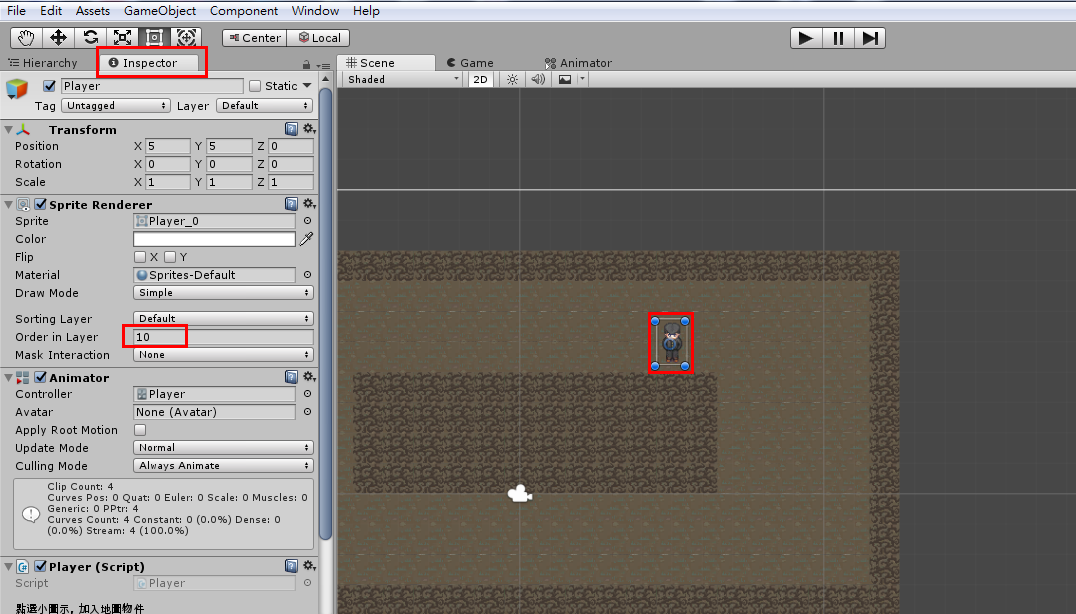 File Edit Assets GameObject Component Window Help
Center Local
Hierarchy Inspector Scene Game Animator
Player Static
Shaded 2D
Tag Untagged Layer Default
Transform
Position X 5 Y 5 Z 0
Rotation X 0 Y 0 Z 0
Scale X 1 Y 1 Z 1
Sprite Renderer
Sprite Player_0
Color
Flip X Y
Material Sprites-Default
Draw Mode Simple
Sorting Layer Default
Order in Layer 10
Mask Interaction None
Animator
Controller Player
Avatar None (Avatar)
Apply Root Motion
Update Mode Normal
Culling Mode Always Animate
Clip Count: 4
Curves Pos: 0 Quat: 0 Euler: 0 Scale: 0 Muscles: 0
Generic: 0 PPtr: 4
Curves Count: 4 Constant: 0 (0.0%) Dense: 0
(0.0%) Stream: 4 (100.0%)
Player (Script)
Script Player
點選小圖示, 加入地圖物件